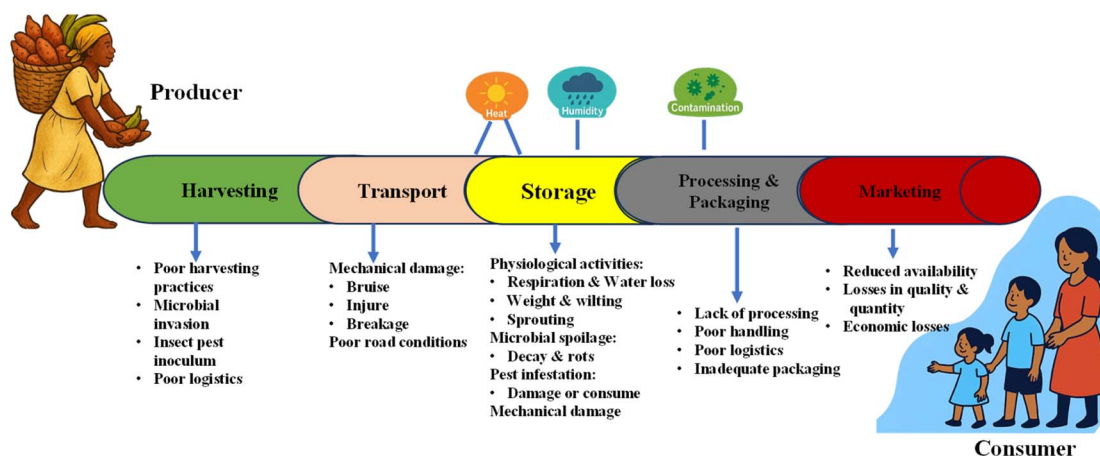 Producer
Heat
Humidity
Contamination
Harvesting
Transport
Storage
Processing &
Packaging
Marketing
• Poor harvesting
practices
• Microbial
invasion
• Insect pest
inoculum
• Poor logistics
Mechanical damage:
• Bruise
• Injure
• Breakage
Poor road conditions
Physiological activities:
• Respiration & Water loss
• Weight & wilting
• Sprouting
Microbial spoilage:
• Decay & rots
Pest infestation:
• Damage or consume
Mechanical damage
• Lack of processing
• Poor handling
• Poor logistics
• Inadequate packaging
• Reduced availability
• Losses in quality &
quantity
• Economic losses
Consumer